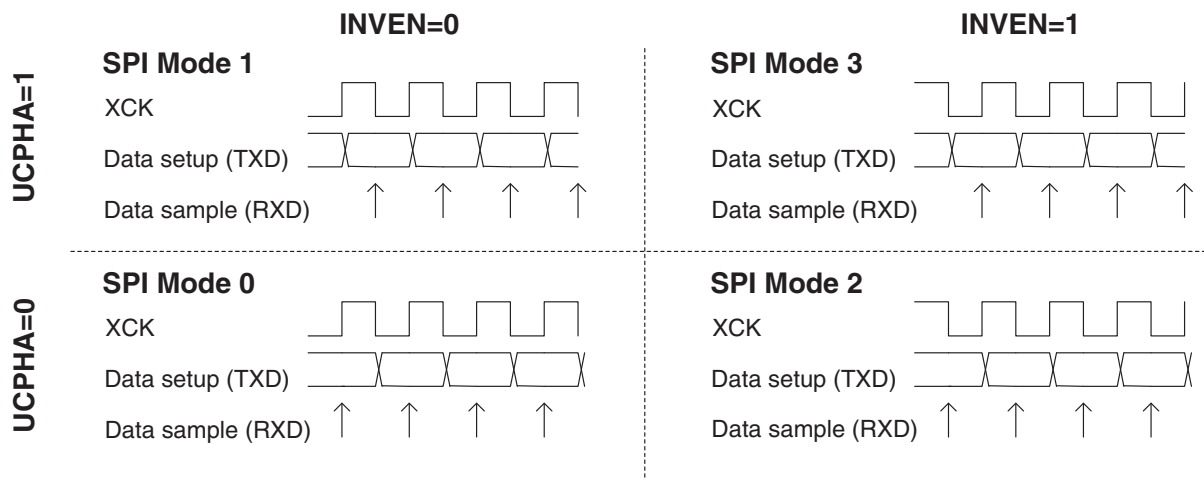 INVEN=0
INVEN=1
UCPHA=1
SPI Mode 1
XCK
Data setup (TXD)
Data sample (RXD)
SPI Mode 3
XCK
Data setup (TXD)
Data sample (RXD)
UCPHA=0
SPI Mode 0
XCK
Data setup (TXD)
Data sample (RXD)
SPI Mode 2
XCK
Data setup (TXD)
Data sample (RXD)